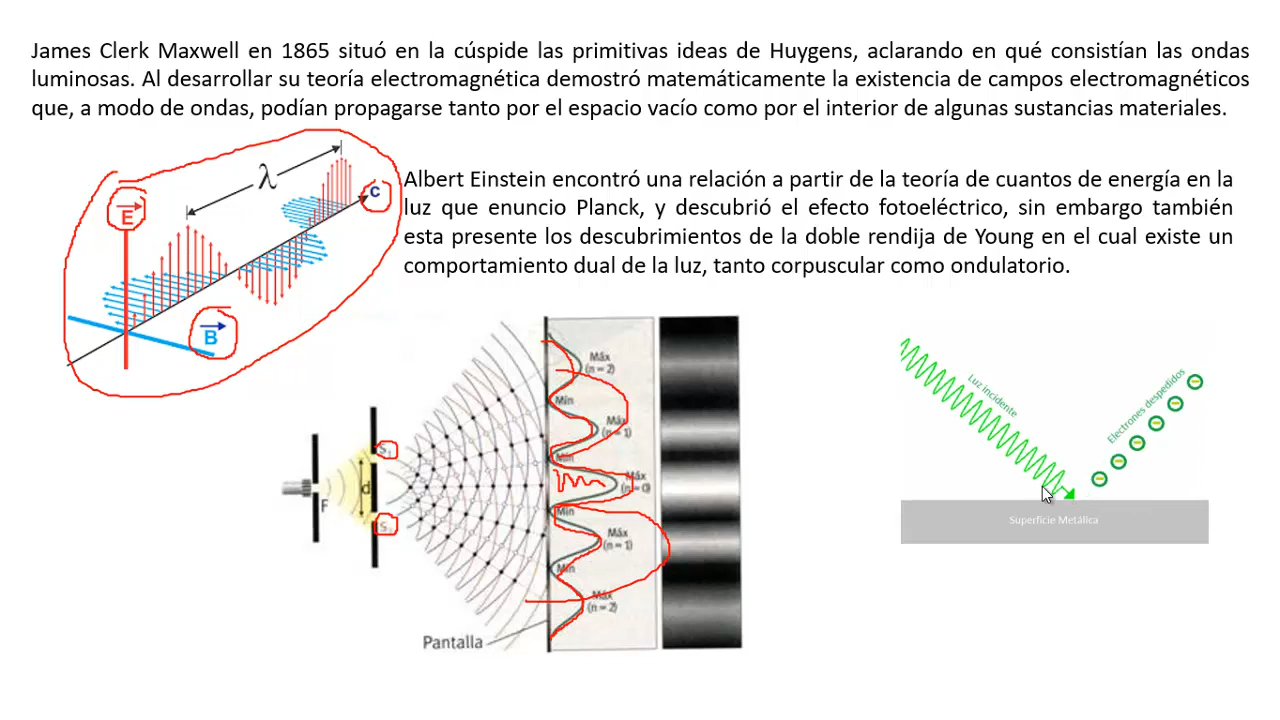 James Clerk Maxwell en 1865 situó en la cúspide las primitivas ideas de Huygens, aclarando en qué consistían las ondas
luminosas. Al desarrollar su teoría electromagnética demostró matemáticamente la existencia de campos electromagnéticos
que, a modo de ondas, podían propagarse tanto por el espacio vacío como por el interior de algunas sustancias materiales.
λ
E
C
B
Albert Einstein encontró una relación a partir de la teoría de cuantos de energía en la
luz que enuncio Planck, y descubrió el efecto fotoeléctrico, sin embargo también
esta presente los descubrimientos de la doble rendija de Young en el cual existe un
comportamiento dual de la luz, tanto corpuscular como ondulatorio.
F
S₁
d
S₂
Máx
(n = 2)
Mín
Máx
(n = 1)
Mín
Máx
(n = 0)
Mín
Máx
(n = 1)
Mín
Máx
(n = 2)
Pantalla
Luz incidente
Electrones despedidos
Superficie Metálica